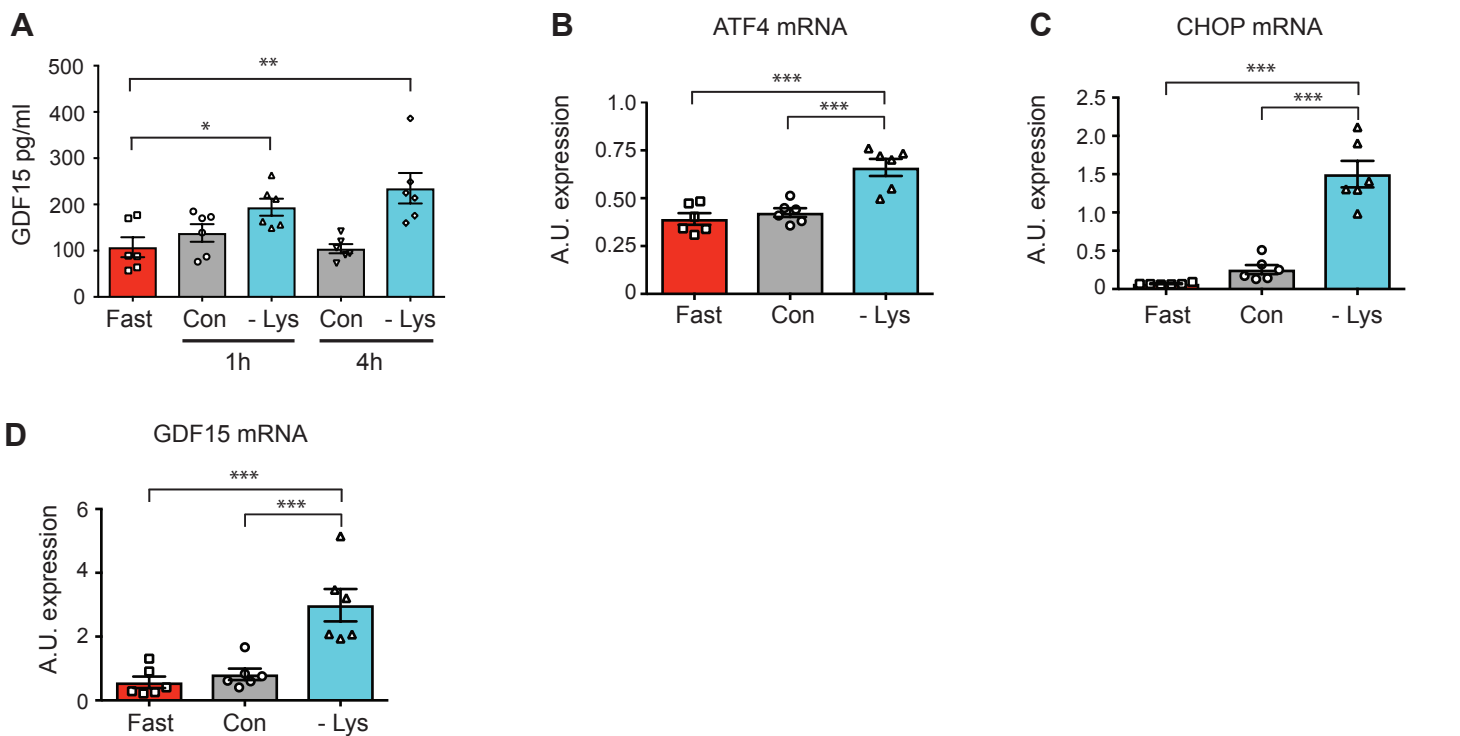 A
GDF15 pg/ml
500
400
300
200
100
0
**
*
Fast Con - Lys Con - Lys
1h 4h
B
ATF4 mRNA
A.U. expression
1.0
0.75
0.50
0.25
0
***
***
Fast Con - Lys
C
CHOP mRNA
A.U. expression
2.5
2.0
1.5
1.0
0.5
0
***
***
Fast Con - Lys
D
GDF15 mRNA
A.U. expression
6
4
2
0
***
***
Fast Con - Lys